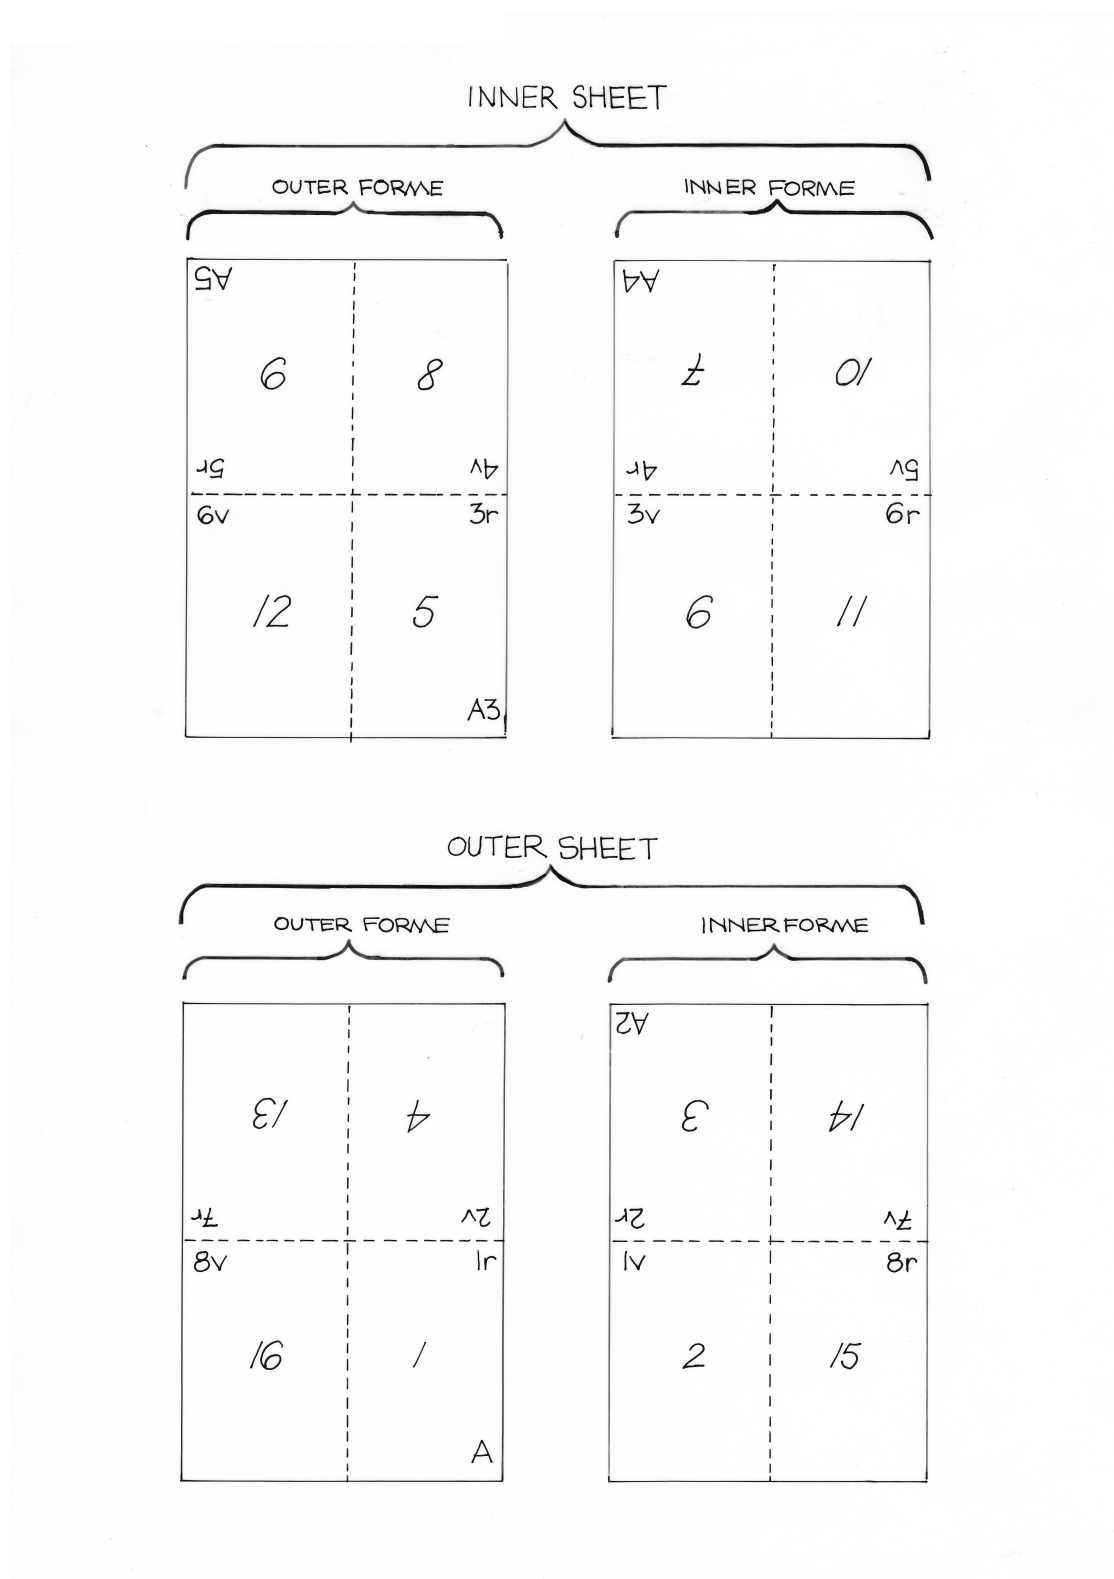 INNER SHEET
OUTER FORME
INNER FORME
A5
9 8
5r 4v
6v 3r
12 5
A3
A4
7 10
4r 5v
3v 6r
6 11
OUTER SHEET
OUTER FORME
INNER FORME
13 4
7r 2v
8v 1r
16 1
A
A2
3 14
2r 7v
1v 8r
2 15